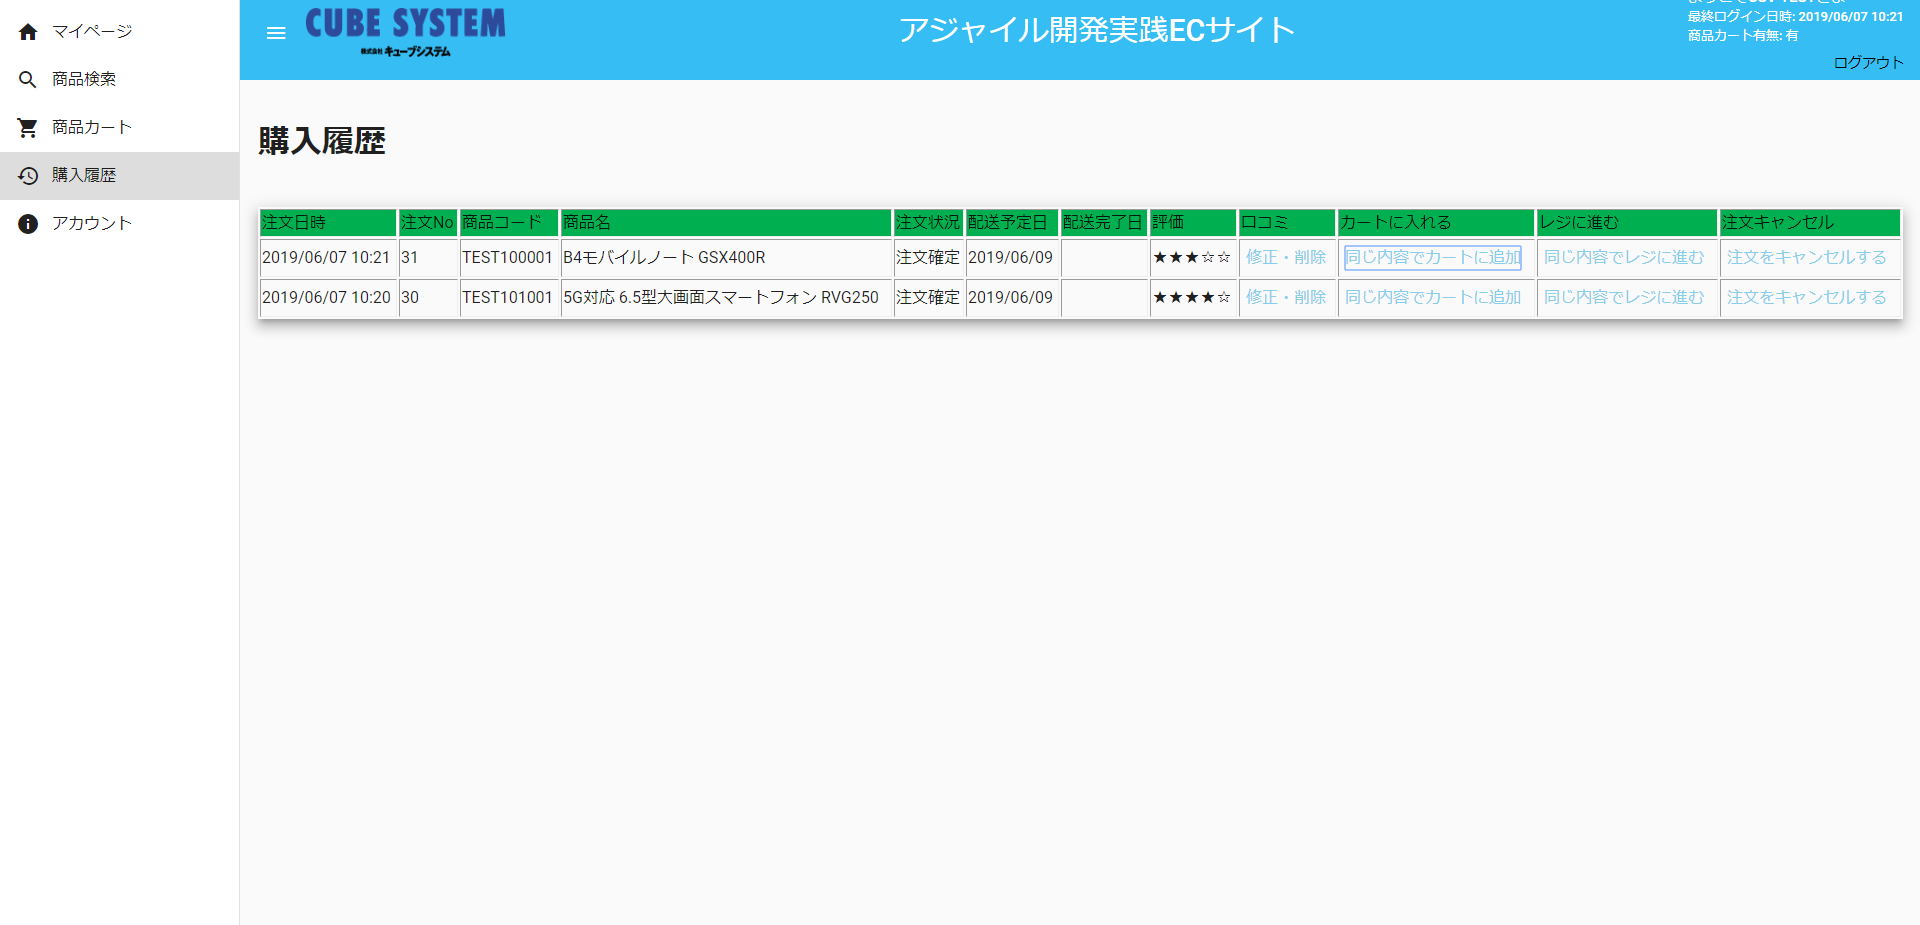 マイページ
商品検索
商品カート
購入履歴
アカウント
CUBE SYSTEM
株式会社 キューブシステム
アジャイル開発実践ECサイト
最終ログイン日時: 2019/06/07 10:21
商品カート有無: 有
ログアウト
購入履歴
注文日時 注文No 商品コード 商品名 注文状況 配送予定日 配送完了日 評価 口コミ カートに入れる レジに進む 注文キャンセル
2019/06/07 10:21 31 TEST100001 B4モバイルノート GSX400R 注文確定 2019/06/09 ★★★☆☆ 修正・削除 同じ内容でカートに追加 同じ内容でレジに進む 注文をキャンセルする
2019/06/07 10:20 30 TEST101001 5G対応 6.5型大画面スマートフォン RVG250 注文確定 2019/06/09 ★★★★☆ 修正・削除 同じ内容でカートに追加 同じ内容でレジに進む 注文をキャンセルする